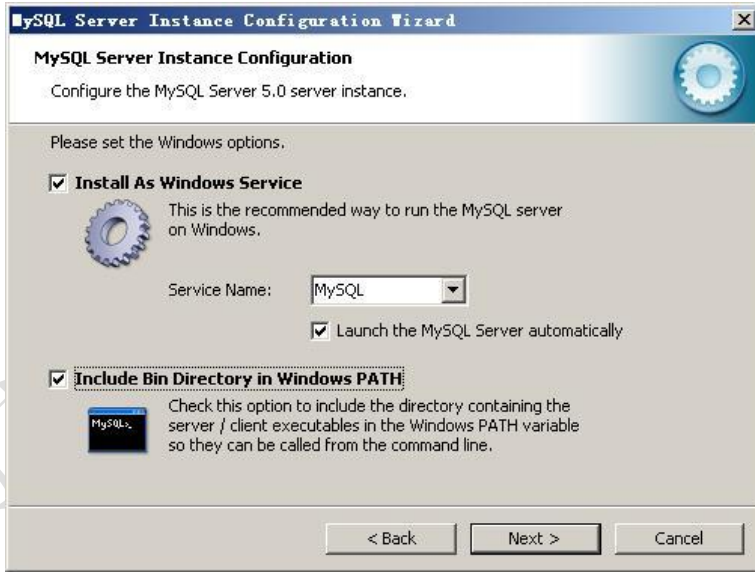 MySQL Server Instance Configuration Wizard
MySQL Server Instance Configuration
Configure the MySQL Server 5.0 server instance.
Please set the Windows options.
Install As Windows Service
This is the recommended way to run the MySQL server
on Windows.
Service Name:
MySQL
Launch the MySQL Server automatically
Include Bin Directory in Windows PATH
MySQL>_
Check this option to include the directory containing the
server / client executables in the Windows PATH variable
so they can be called from the command line.
< Back
Next >
Cancel